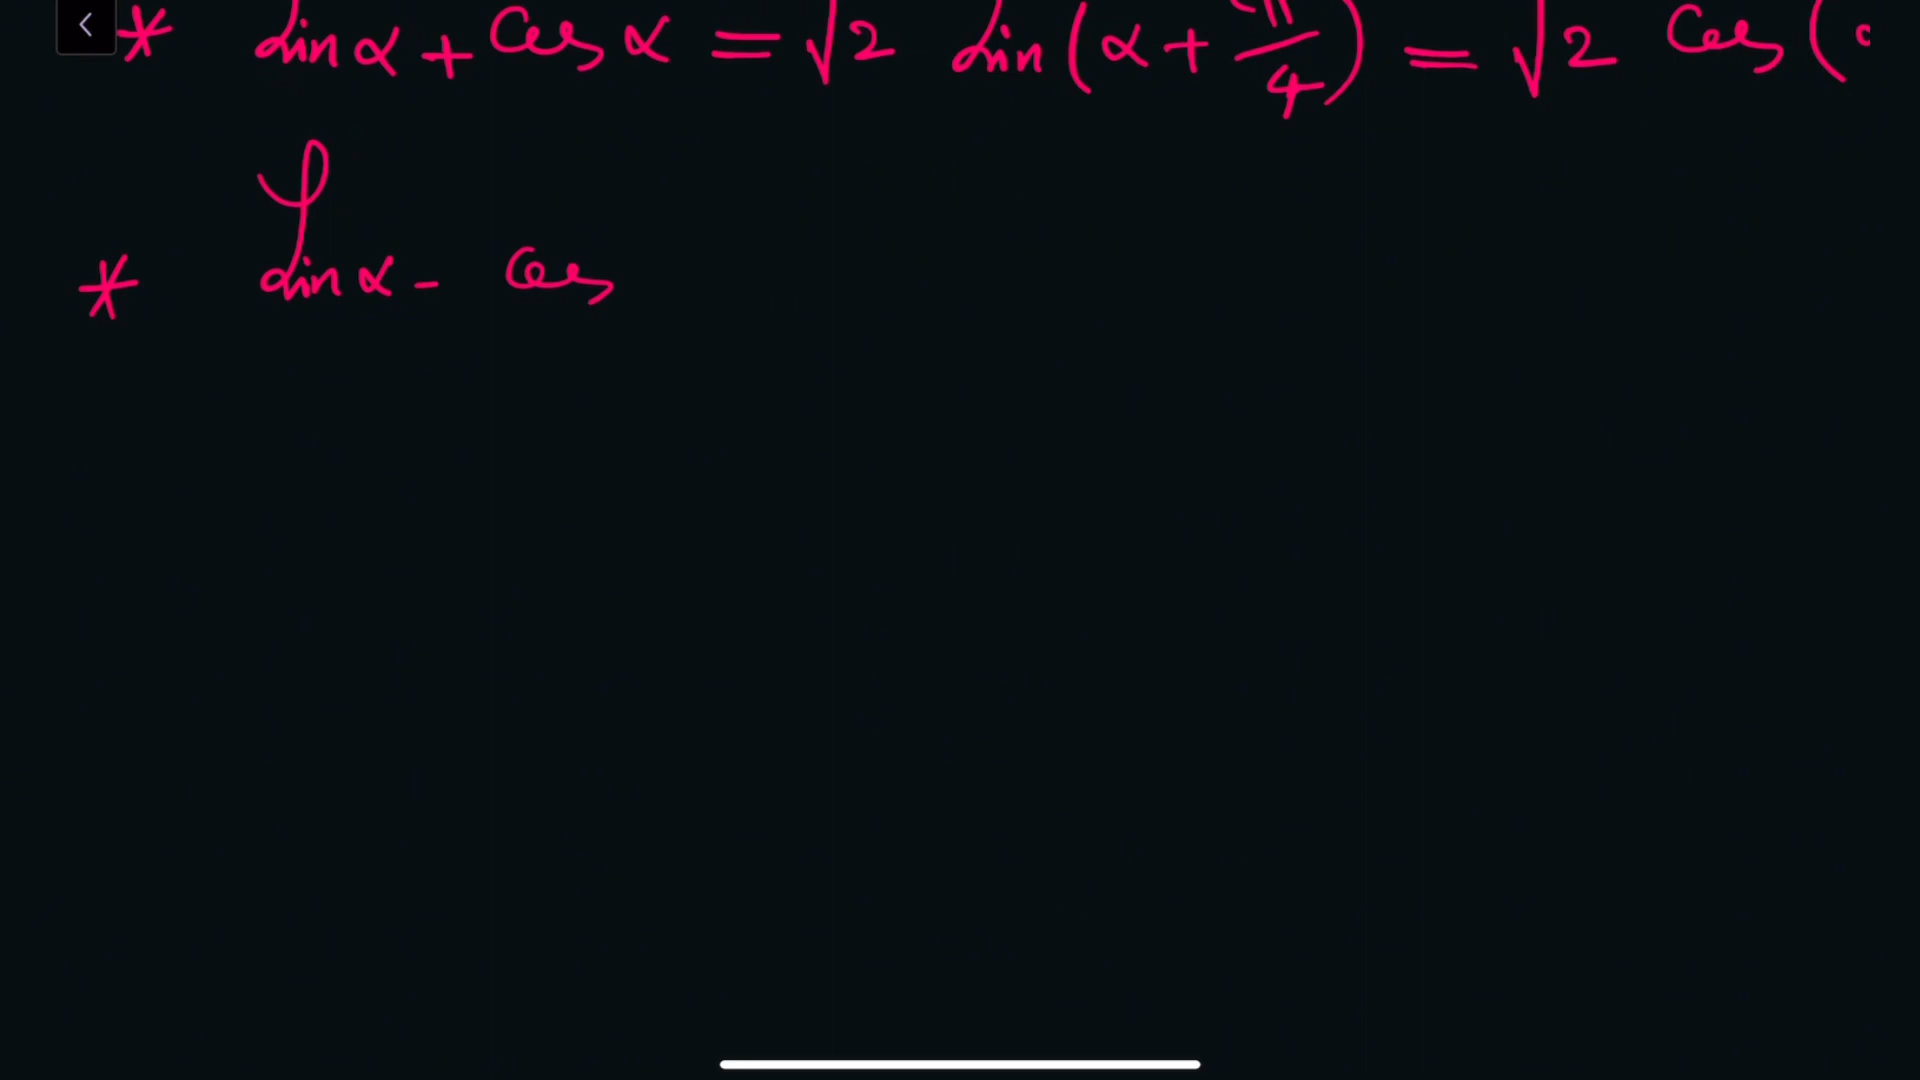 * sin α + cos α = √2 sin(α + π/4) = √2 cos(
* sin α - cos